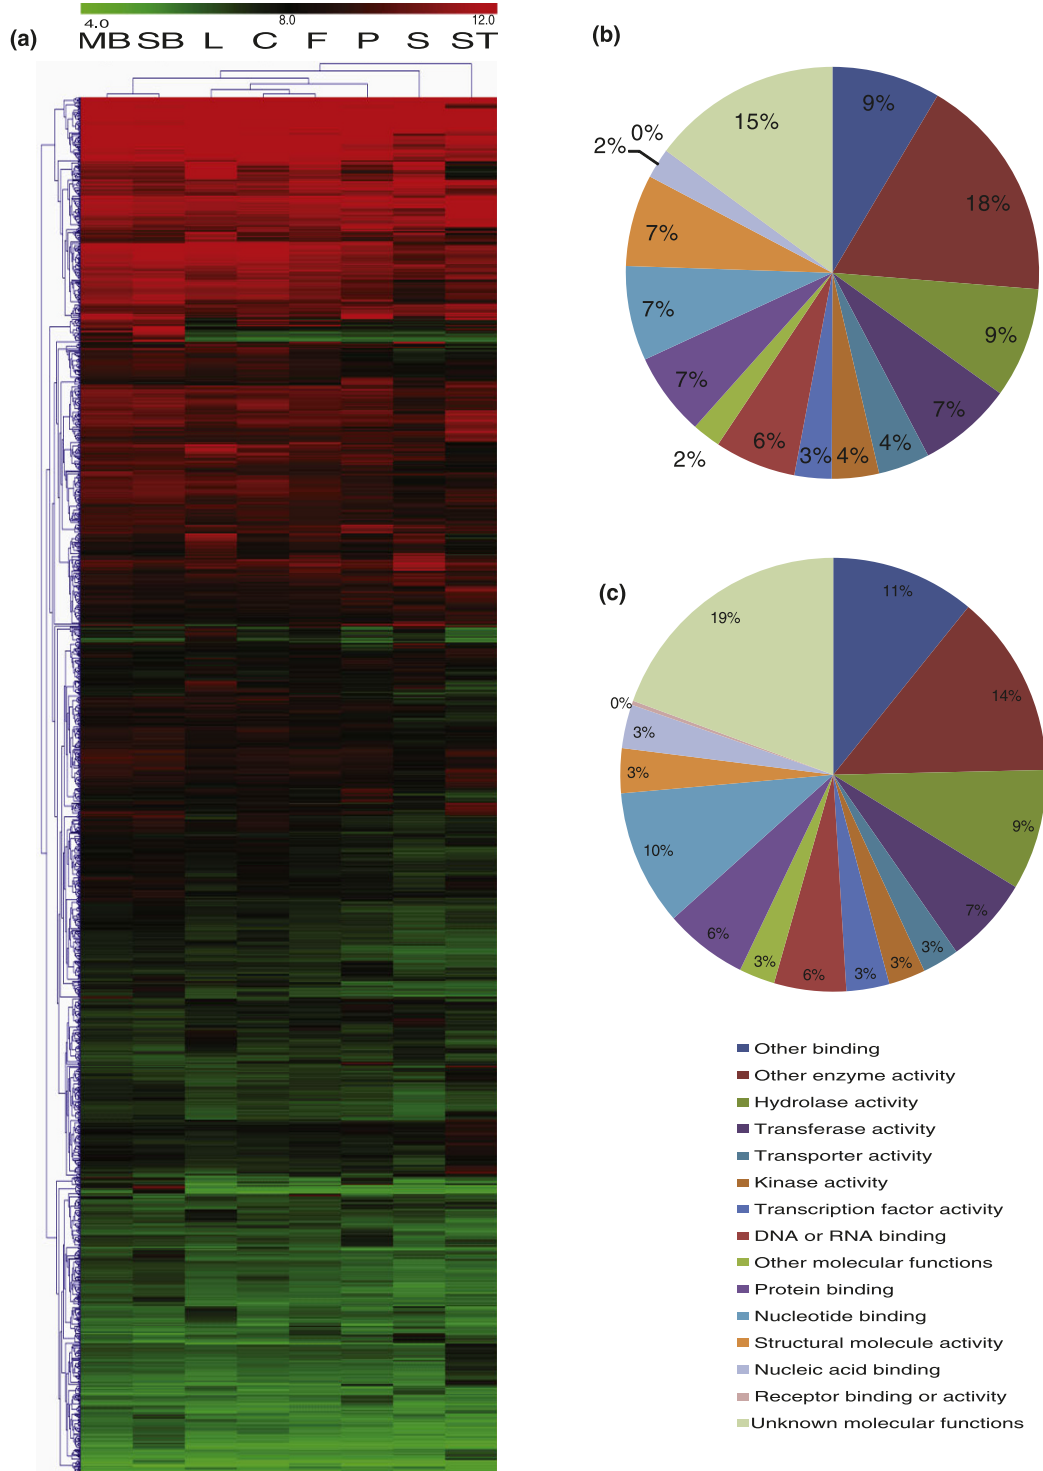 4.0 8.0 12.0
(a) MB SB L C F P S ST
(b)
9%
18%
9%
7%
4%
4%
3%
6%
2%
7%
7%
7%
2%
0%
15%
(c)
11%
14%
9%
7%
3%
3%
3%
6%
3%
6%
10%
3%
3%
0%
19%
Other binding
Other enzyme activity
Hydrolase activity
Transferase activity
Transporter activity
Kinase activity
Transcription factor activity
DNA or RNA binding
Other molecular functions
Protein binding
Nucleotide binding
Structural molecule activity
Nucleic acid binding
Receptor binding or activity
Unknown molecular functions